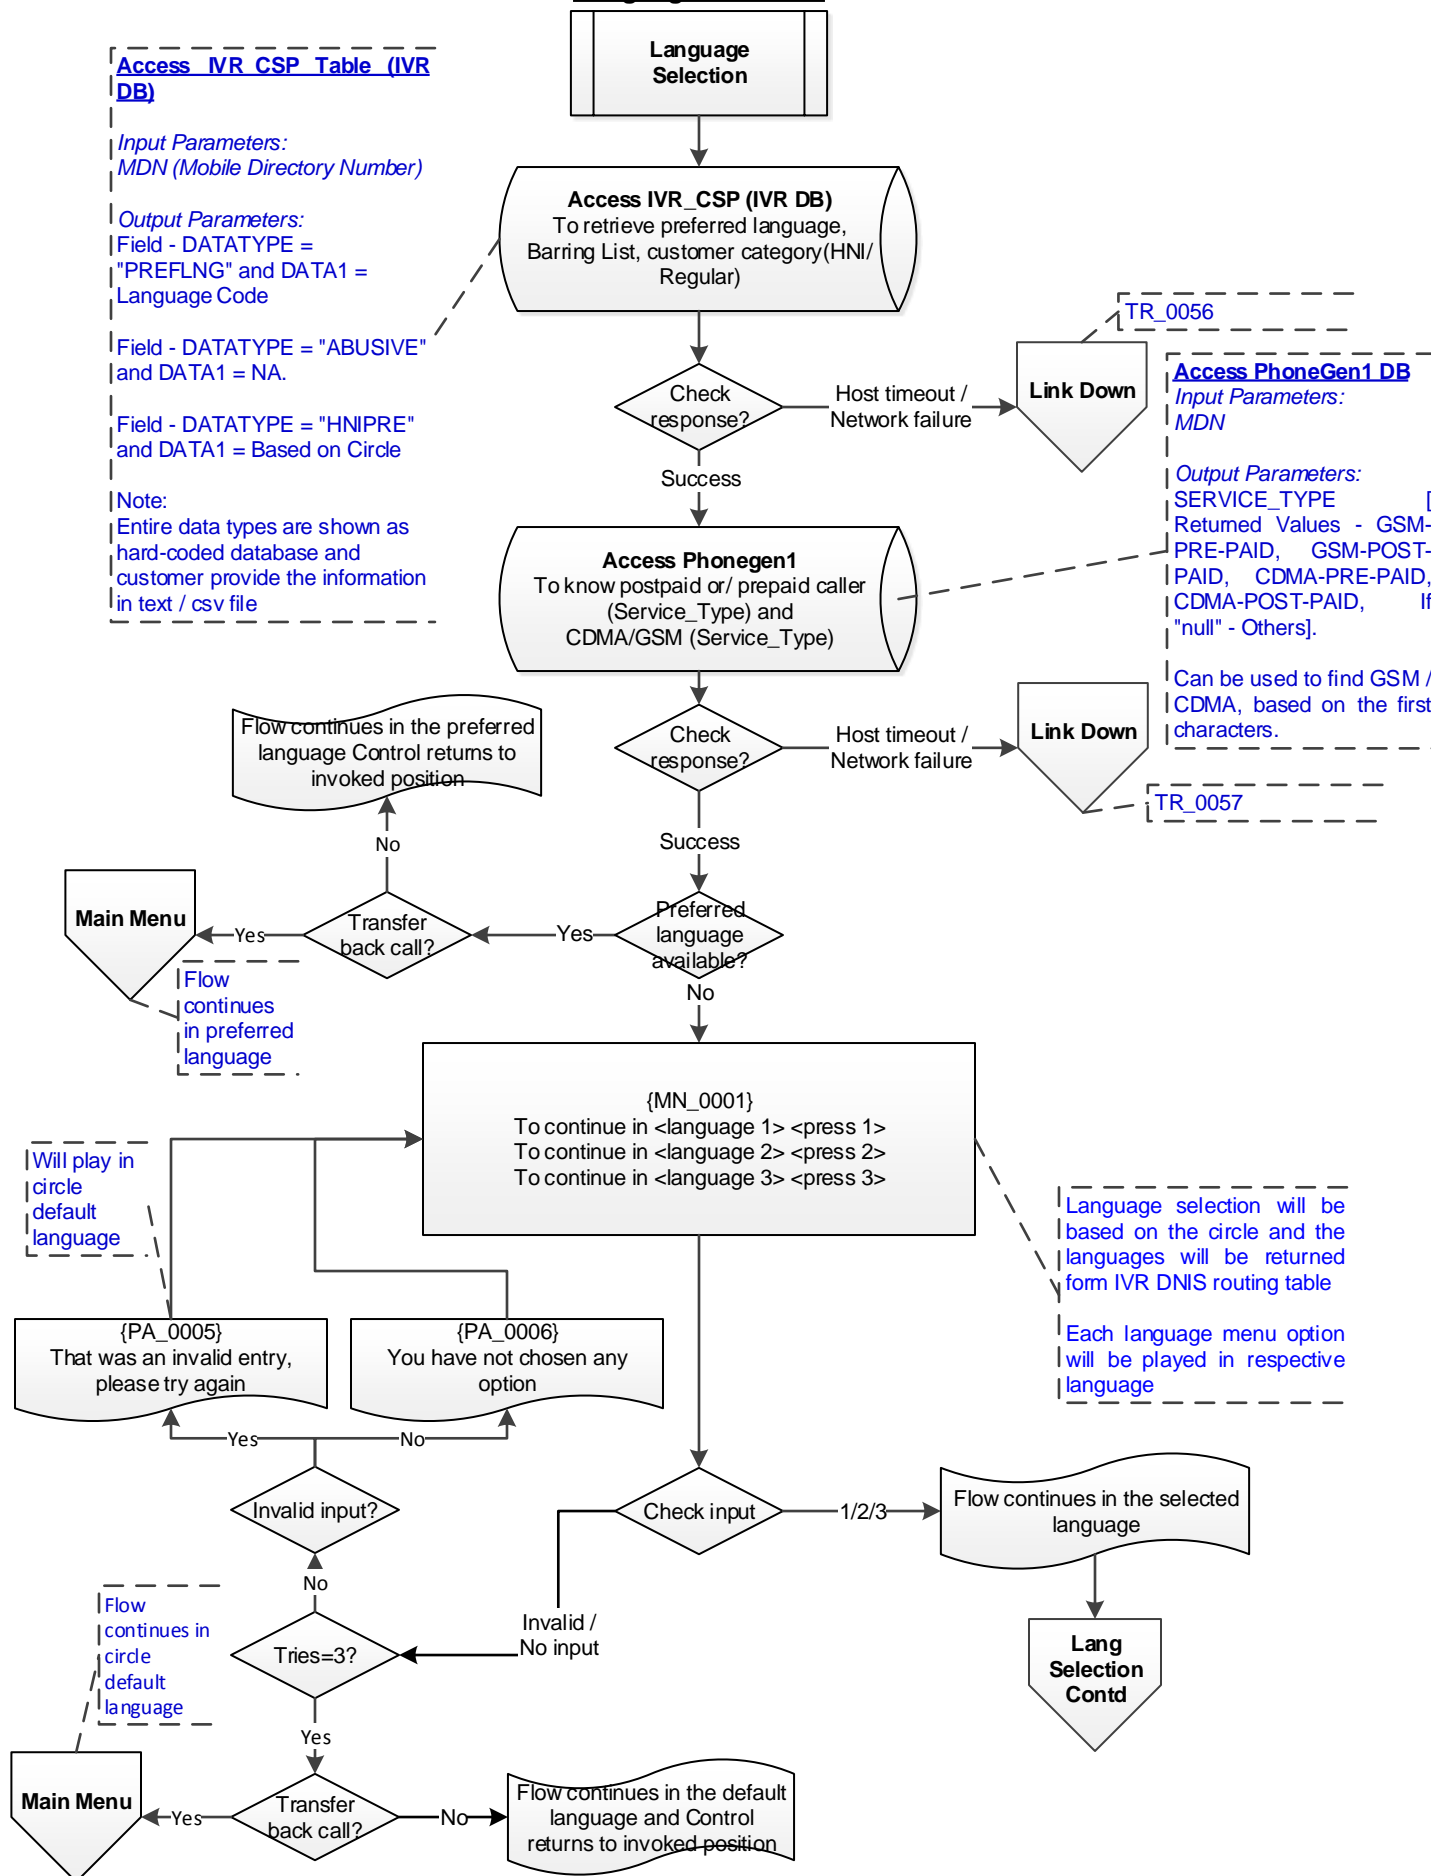 Language
Selection
Access IVR_CSP Table (IVR
DB)
Input Parameters:
MDN (Mobile Directory Number)
Output Parameters:
Field - DATATYPE =
"PREFLNG" and DATA1 =
Language Code
Field - DATATYPE = "ABUSIVE"
and DATA1 = NA.
Field - DATATYPE = "HNIPRE"
and DATA1 = Based on Circle
Note:
Entire data types are shown as
hard-coded database and
customer provide the information
in text / csv file
Access IVR_CSP (IVR DB)
To retrieve preferred language,
Barring List, customer category(HNI/
Regular)
TR_0056
Check
response?
Host timeout /
Network failure
Link Down
Success
Access PhoneGen1 DB
Input Parameters:
MDN
Output Parameters:
SERVICE_TYPE [
Returned Values - GSM-
PRE-PAID, GSM-POST-
PAID, CDMA-PRE-PAID,
CDMA-POST-PAID, If
"null" - Others].
Can be used to find GSM /
CDMA, based on the first
characters.
Access Phonegen1
To know postpaid or/ prepaid caller
(Service_Type) and
CDMA/GSM (Service_Type)
Flow continues in the preferred
language Control returns to
invoked position
Check
response?
Host timeout /
Network failure
Link Down
TR_0057
No
Success
Main Menu
Yes
Transfer
back call?
Yes
Preferred
language
available?
Flow
continues
in preferred
language
No
{MN_0001}
To continue in <language 1> <press 1>
To continue in <language 2> <press 2>
To continue in <language 3> <press 3>
Will play in
circle
default
language
Language selection will be
based on the circle and the
languages will be returned
form IVR DNIS routing table
Each language menu option
will be played in respective
language
{PA_0005}
That was an invalid entry,
please try again
{PA_0006}
You have not chosen any
option
Yes
No
Invalid input?
Check input
1/2/3
Flow continues in the selected
language
No
Flow
continues in
circle
default
language
Tries=3?
Invalid /
No input
Lang
Selection
Contd
Yes
Main Menu
Yes
Transfer
back call?
No
Flow continues in the default
language and Control
returns to invoked position